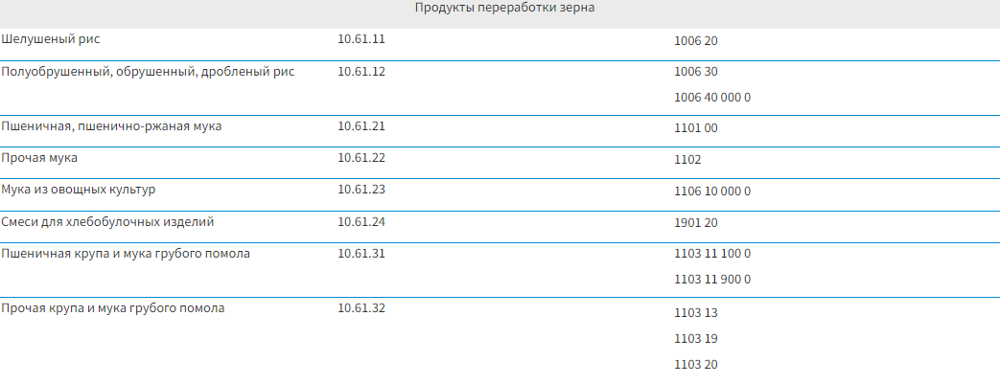 Продукты переработки зерна
Шелушеный рис 10.61.11 1006 20
Полуобрушенный, обрушенный, дробленый рис 10.61.12 1006 30
1006 40 000 0
Пшеничная, пшенично-ржаная мука 10.61.21 1101 00
Прочая мука 10.61.22 1102
Мука из овощных культур 10.61.23 1106 10 000 0
Смеси для хлебобулочных изделий 10.61.24 1901 20
Пшеничная крупа и мука грубого помола 10.61.31 1103 11 100 0
1103 11 900 0
Прочая крупа и мука грубого помола 10.61.32 1103 13
1103 19
1103 20